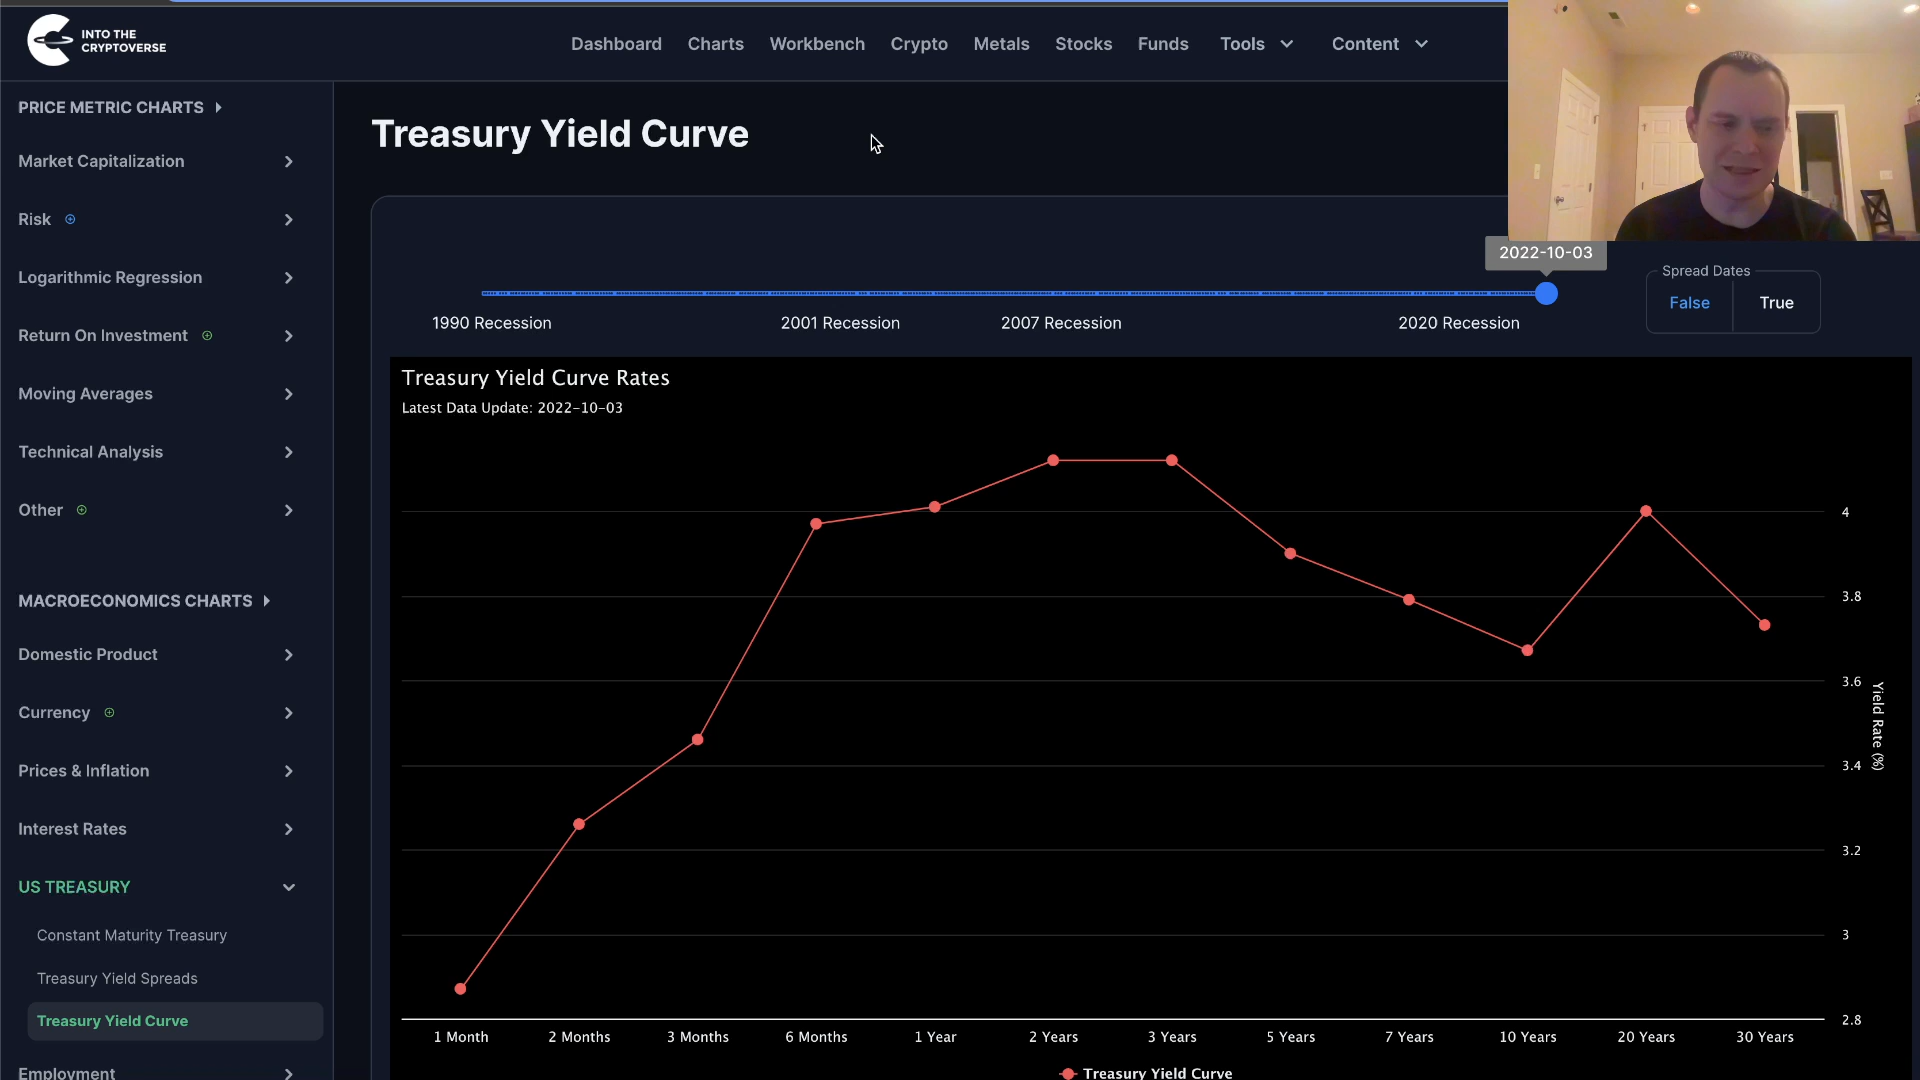 INTO THE
CRYPTOVERSE
Dashboard Charts Workbench Crypto Metals Stocks Funds Tools Content
PRICE METRIC CHARTS
Market Capitalization
Risk
Logarithmic Regression
Return On Investment
Moving Averages
Technical Analysis
Other
MACROECONOMICS CHARTS
Domestic Product
Currency
Prices & Inflation
Interest Rates
US TREASURY
Constant Maturity Treasury
Treasury Yield Spreads
Treasury Yield Curve
Employment
Treasury Yield Curve
2022-10-03
1990 Recession 2001 Recession 2007 Recession 2020 Recession
Spread Dates
False True
Treasury Yield Curve Rates
Latest Data Update: 2022-10-03
4
3.8
3.6
3.4
3.2
3
2.8
Yield Rate (%)
1 Month 2 Months 3 Months 6 Months 1 Year 2 Years 3 Years 5 Years 7 Years 10 Years 20 Years 30 Years
Treasury Yield Curve